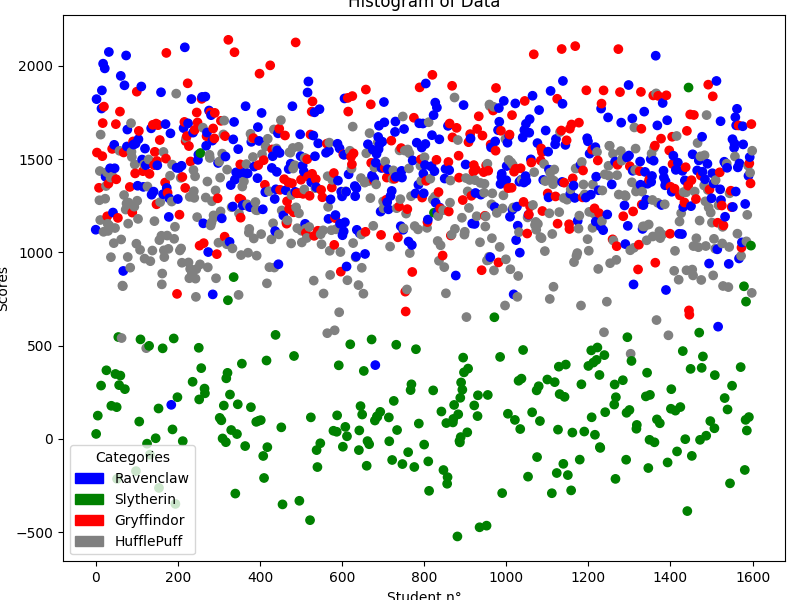 Histogram of Data
2000
1500
1000
500
0
−500
Scores
Categories
Ravenclaw
Slytherin
Gryffindor
HufflePuff
0 200 400 600 800 1000 1200 1400 1600
Student n°